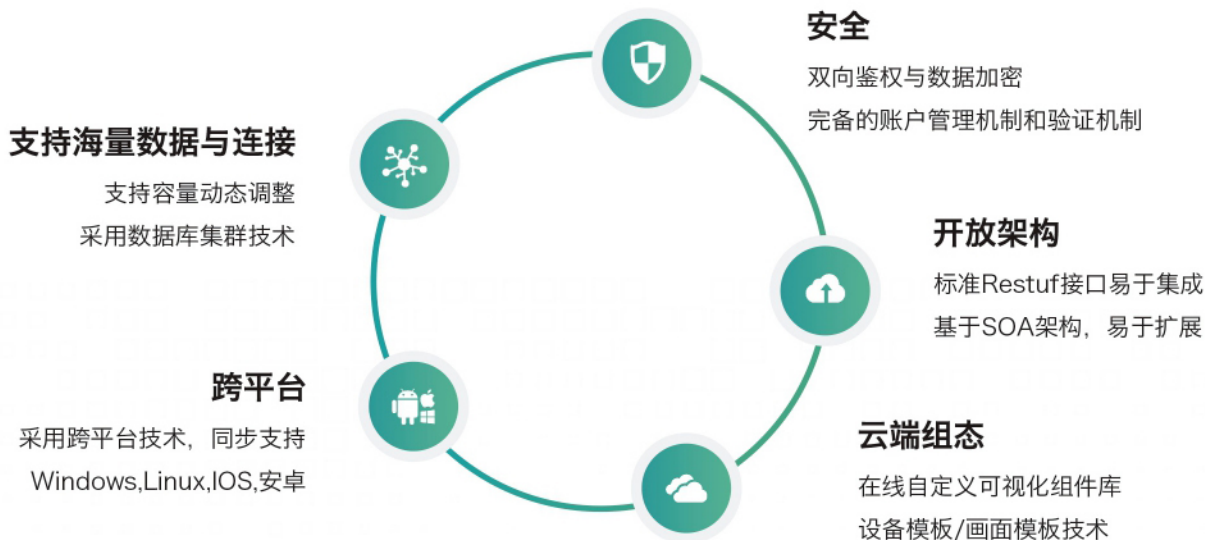 安全
双向鉴权与数据加密
完备的账户管理机制和验证机制
支持海量数据与连接
支持容量动态调整
采用数据库集群技术
开放架构
标准Restuf接口易于集成
基于SOA架构，易于扩展
跨平台
采用跨平台技术，同步支持
Windows,Linux,IOS,安卓
云端组态
在线自定义可视化组件库
设备模板/画面模板技术